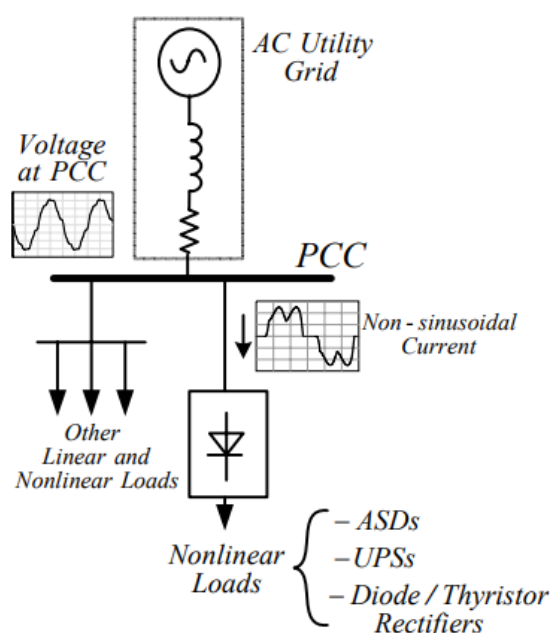 AC Utility
Grid
Voltage
at PCC
PCC
Non - sinusoidal
Current
Other
Linear and
Nonlinear Loads
Nonlinear
Loads
– ASDs
– UPSs
– Diode / Thyristor
Rectifiers